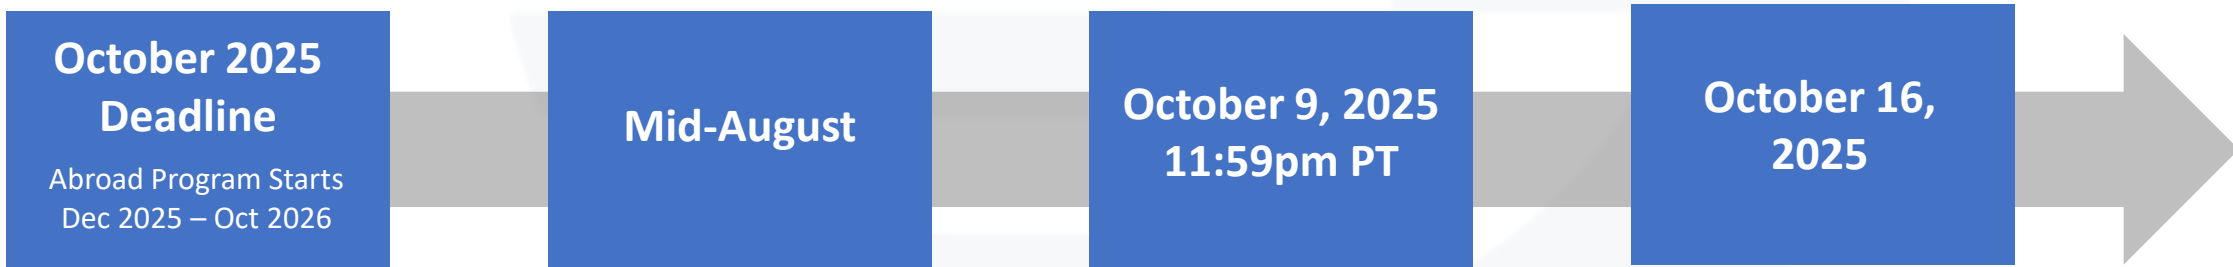 October 2025
Deadline
Abroad Program Starts
Dec 2025 – Oct 2026
Mid-August
October 9, 2025
11:59pm PT
October 16,
2025